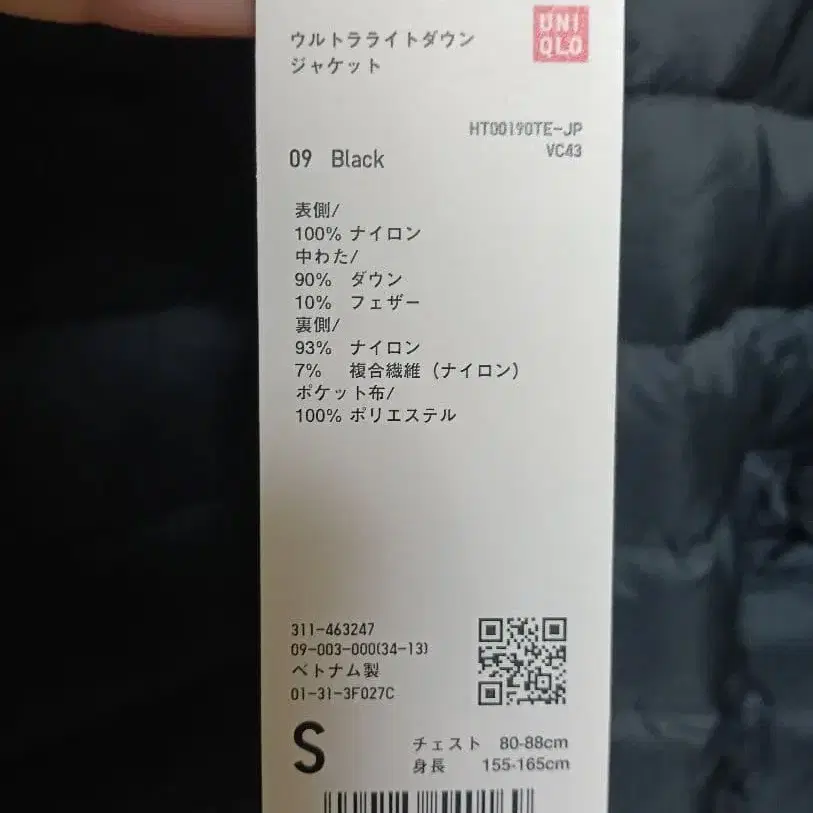 ウルトラライトダウン
ジャケット
UNI
QLO
HT00190TE-JP
VC43
09 Black
表側/
100% ナイロン
中わた/
90% ダウン
10% フェザー
裏側/
93% ナイロン
7% 複合繊維 (ナイロン)
ポケット布/
100% ポリエステル
311-463247
09-003-000(34-13)
ベトナム製
01-31-3F027C
S
チェスト 80-88cm
身長 155-165cm